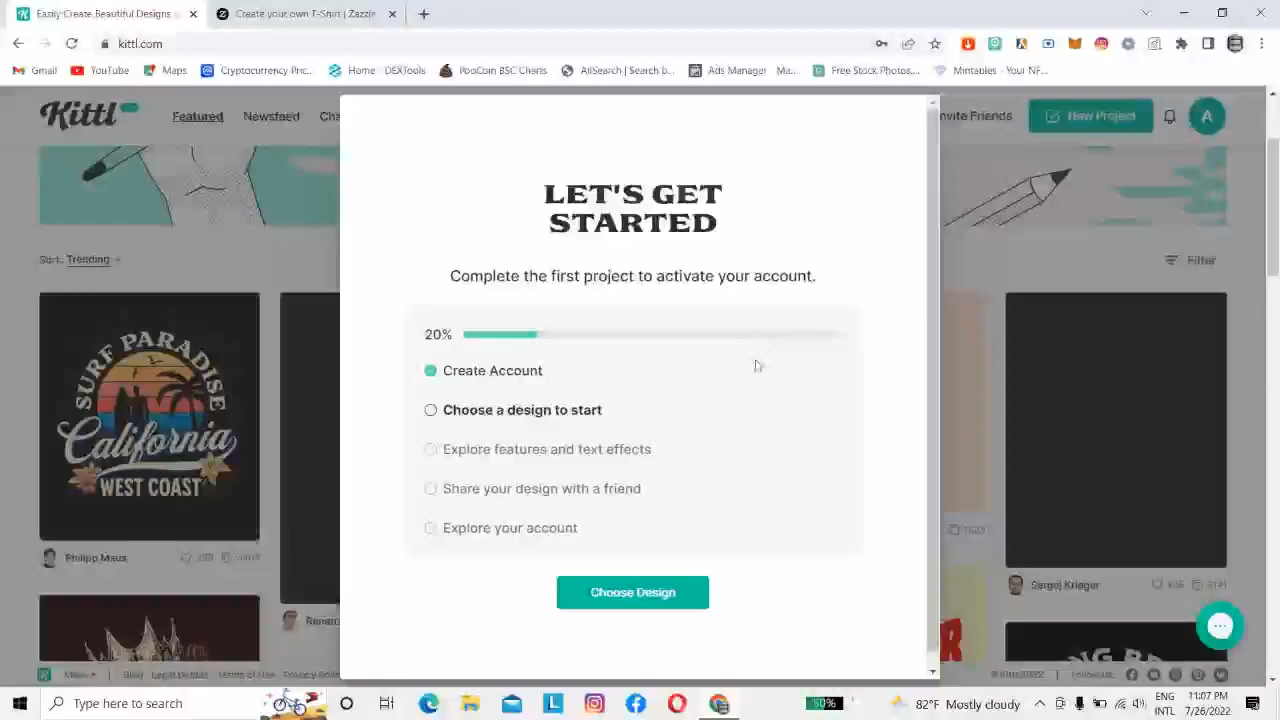 Easily Create Beautiful Designs
Create your own T-Shirt | Zazzle
kittl.com
Gmail
YouTube
Maps
Cryptocurrency Pric...
Home - DEXTools
PooCoin BSC Charts
AllSearch | Search b...
Ads Manager - Ma...
Free Stock Photos,...
Mintables - Your NF...
Kittl
Featured
Newsfeed
Cha
nvite Friends
New Project
A
LET'S GET
STARTED
Complete the first project to activate your account.
Sort: Trending
Filter
20%
Create Account
Choose a design to start
Explore features and text effects
Share your design with a friend
Explore your account
Choose Design
SURF PARADISE
California
WEST COAST
Philipp Maus
Sergej Krieger
Follow us:
Type here to search
50%
82°F Mostly cloudy
ENG
INTL
11:07 PM
7/26/2022